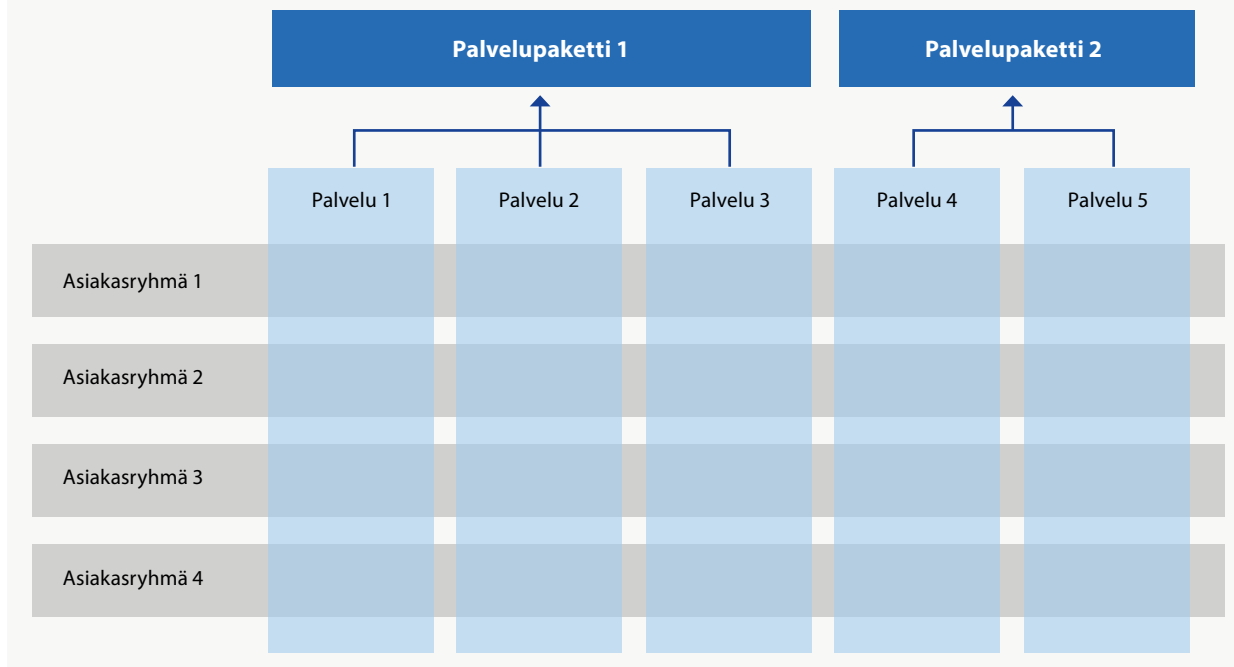 Palvelupaketti 1
Palvelupaketti 2
Palvelu 1
Palvelu 2
Palvelu 3
Palvelu 4
Palvelu 5
Asiakasryhmä 1
Asiakasryhmä 2
Asiakasryhmä 3
Asiakasryhmä 4